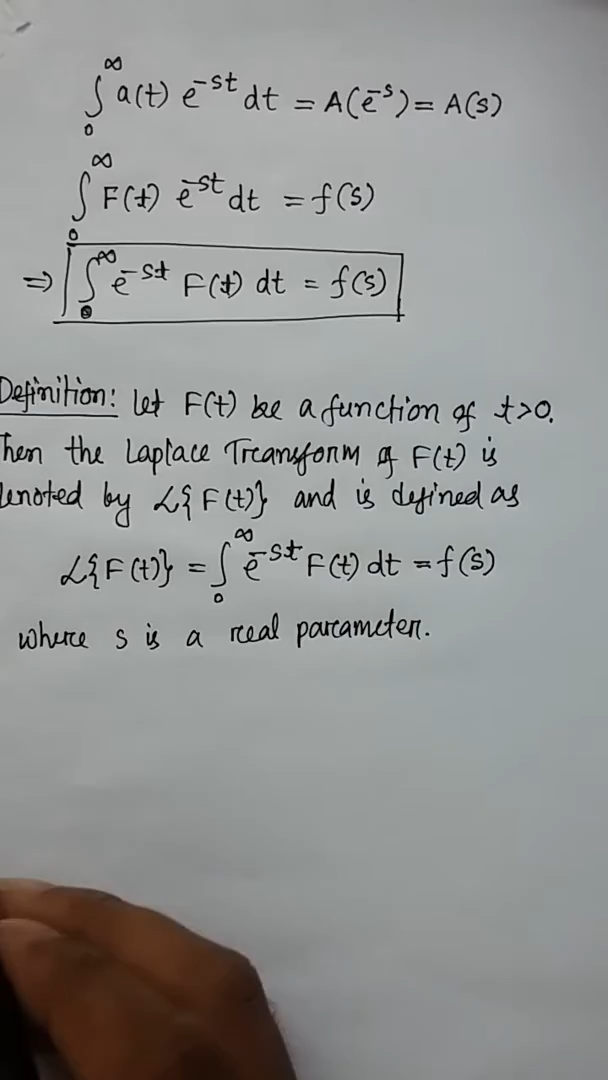 ∫₀^∞ a(t) e^{-st} dt = A(e^{-s}) = A(s)
∫₀^∞ F(t) e^{-st} dt = f(s)
⇒ ∫₀^∞ e^{-st} F(t) dt = f(s)
Definition: Let F(t) be a function of t>0.
Then the Laplace Transform of F(t) is
denoted by ℒ{F(t)} and is defined as
ℒ{F(t)} = ∫₀^∞ e^{-st} F(t) dt = f(s)
where s is a real parameter.